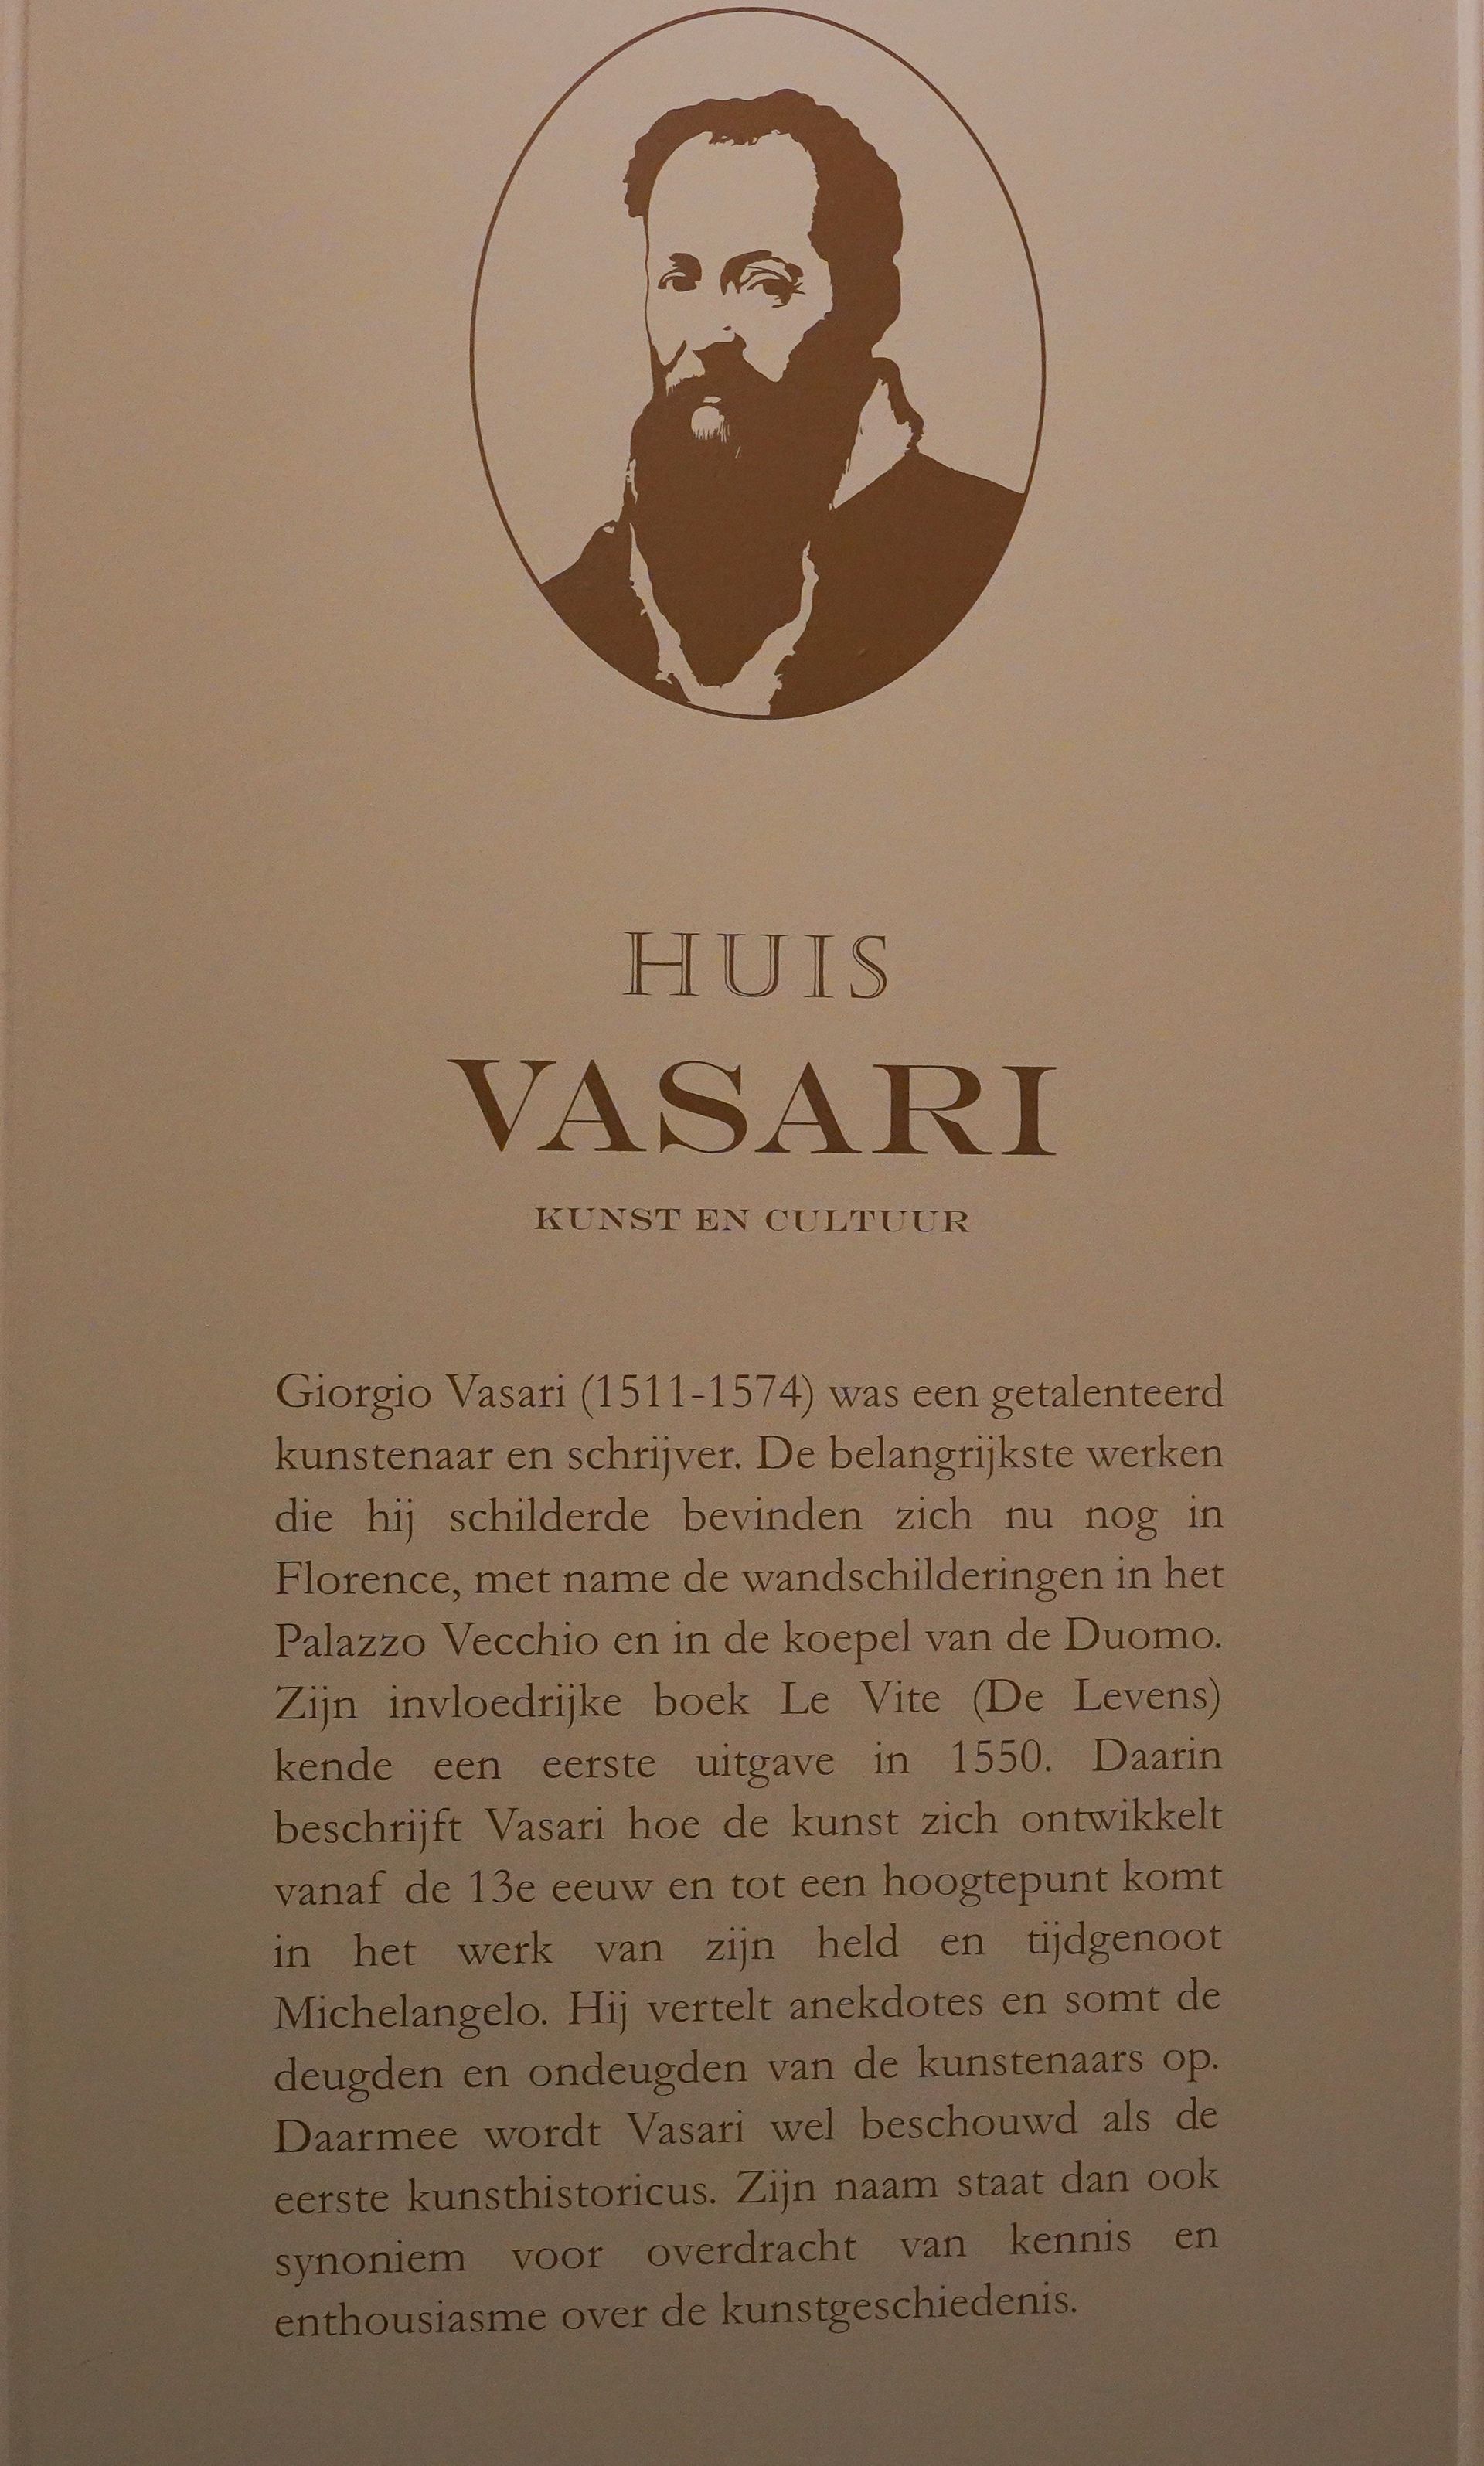 HUIS
VASARI
KUNST EN CULTUUR
Giorgio Vasari (1511-1574) was een getalenteerd
kunstenaar en schrijver. De belangrijkste werken
die hij schilderde bevinden zich nu nog in
Florence, met name de wandschilderingen in het
Palazzo Vecchio en in de koepel van de Duomo.
Zijn invloedrijke boek Le Vite (De Levens)
kende een eerste uitgave in 1550. Daarin
beschrijft Vasari hoe de kunst zich ontwikkelt
vanaf de 13e eeuw en tot een hoogtepunt komt
in het werk van zijn held en tijdgenoot
Michelangelo. Hij vertelt anekdotes en somt de
deugden en ondeugden van de kunstenaars op.
Daarmee wordt Vasari wel beschouwd als de
eerste kunsthistoricus. Zijn naam staat dan ook
synoniem voor overdracht van kennis en
enthousiasme over de kunstgeschiedenis.